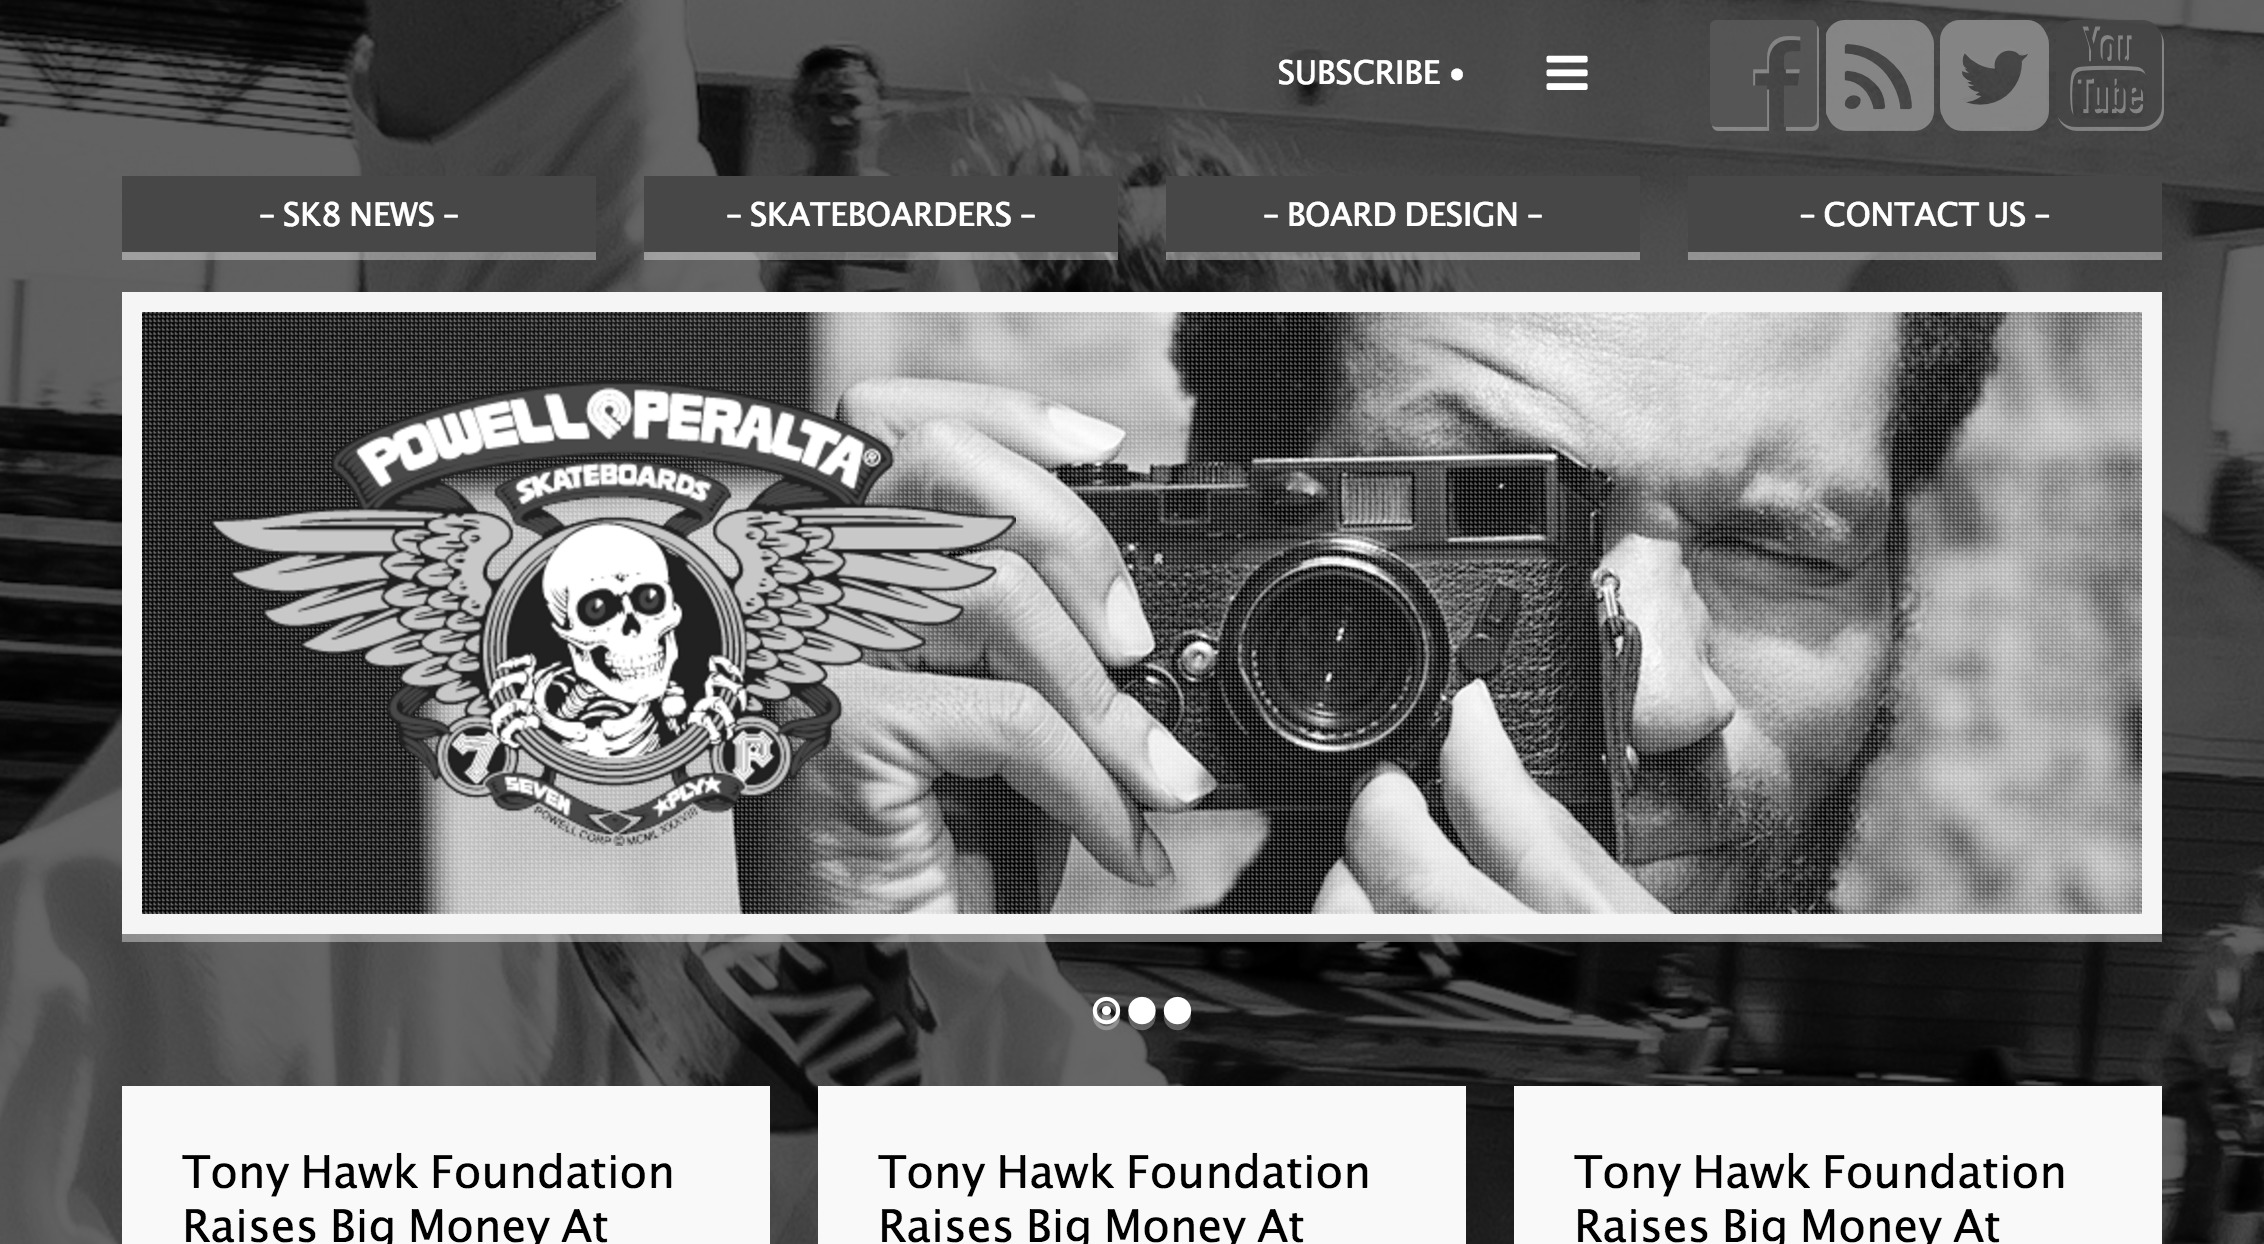 SUBSCRIBE •
You
Tube
– SK8 NEWS –
– SKATEBOARDERS –
– BOARD DESIGN –
– CONTACT US –
POWELL PERALTA®
SKATEBOARDS
7
P
SEVEN ★PLY★
POWELL CORP © MCMLXXXVIII
Tony Hawk Foundation
Raises Big Money At
Tony Hawk Foundation
Raises Big Money At
Tony Hawk Foundation
Raises Big Money At